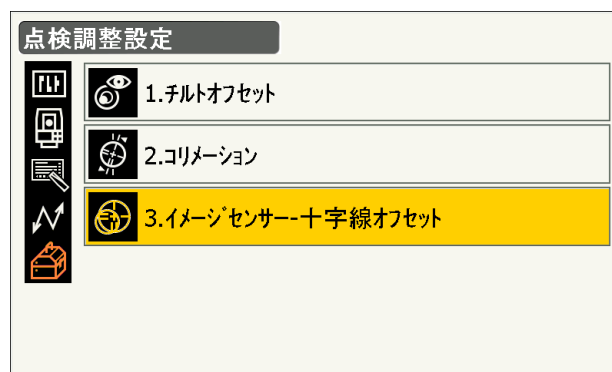 点検調整設定
1.チルトオフセット
2.コリメーション
3.イメージセンサー-十字線オフセット